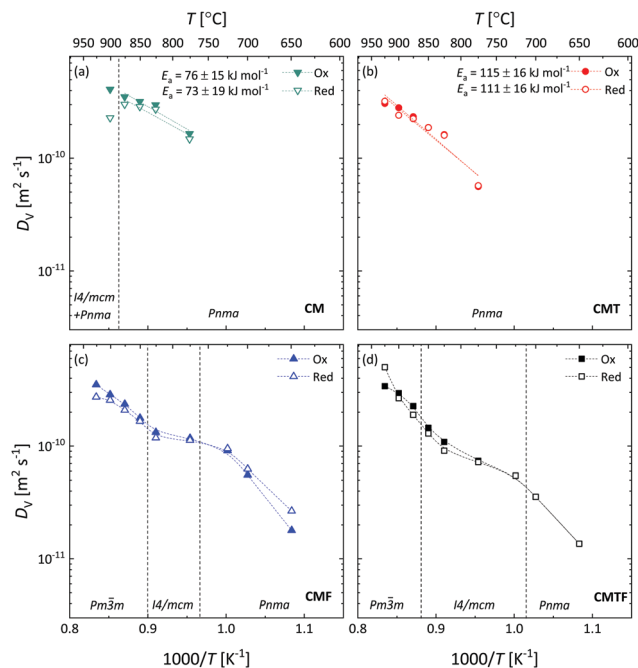 T [°C] T [°C]
950 900 850 800 750 700 650 600 950 900 850 800 750 700 650 600
(a) Eₐ = 76 ± 15 kJ mol⁻¹ Ox
Eₐ = 73 ± 19 kJ mol⁻¹ Red
(b) Eₐ = 115 ± 16 kJ mol⁻¹ Ox
Eₐ = 111 ± 16 kJ mol⁻¹ Red
D_V [m² s⁻¹]
10⁻¹⁰
10⁻¹¹
I4/mcm
+Pnma
Pnma
CM
Pnma
CMT
(c) Ox
Red
(d) Ox
Red
D_V [m² s⁻¹]
10⁻¹⁰
10⁻¹¹
Pm3̄m I4/mcm Pnma CMF
Pm3̄m I4/mcm Pnma CMTF
0.8 0.9 1.0 1.1 0.8 0.9 1.0 1.1
1000/T [K⁻¹] 1000/T [K⁻¹]